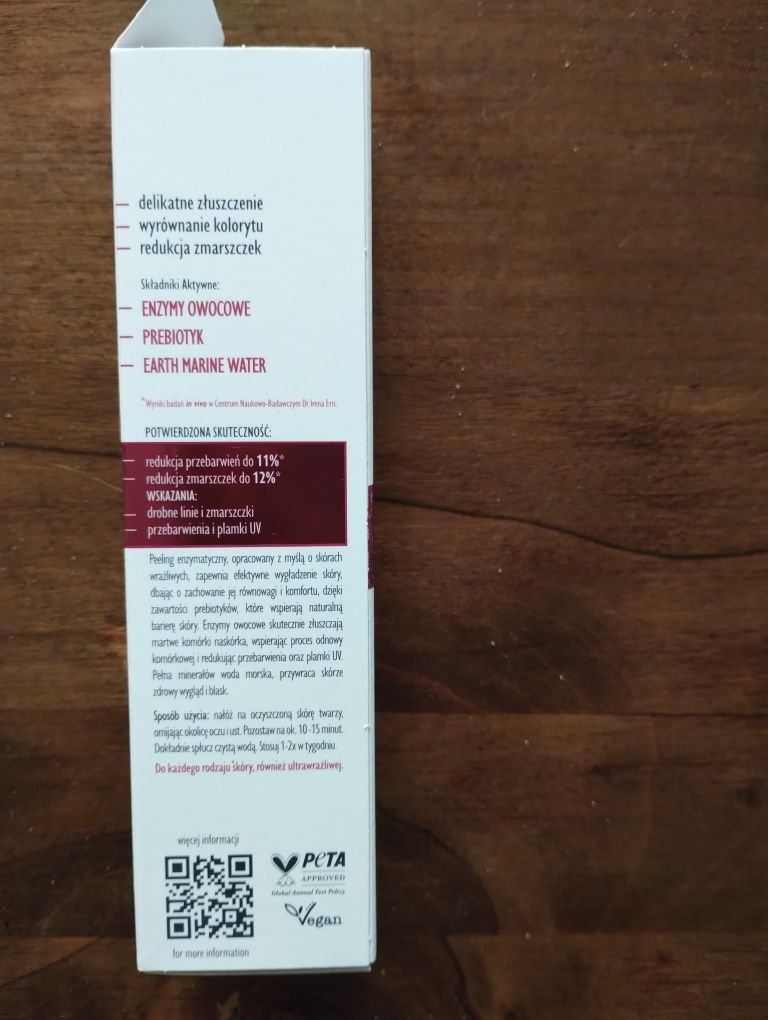 delikatne złuszczenie
wyrównanie kolorytu
redukcja zmarszczek
Składniki Aktywne:
ENZYMY OWOCOWE
PREBIOTYK
EARTH MARINE WATER
*Wyniki badań in vivo w Centrum Naukowo-Badawczym Dr Irena Eris.
POTWIERDZONA SKUTECZNOŚĆ:
redukcja przebarwień do 11%*
redukcja zmarszczek do 12%*
WSKAZANIA:
drobne linie i zmarszczki
przebarwienia i plamki UV
Peeling enzymatyczny, opracowany z myślą o skórach
wrażliwych, zapewnia efektywne wygładzenie skóry,
dbając o zachowanie jej równowagi i komfortu, dzięki
zawartości prebiotyków, które wspierają naturalną
barierę skóry. Enzymy owocowe skutecznie złuszczają
martwe komórki naskórka, wspierając proces odnowy
komórkowej i redukując przebarwienia oraz plamki UV.
Pełna minerałów woda morska, przywraca skórze
zdrowy wygląd i blask.
Sposób użycia: nałóż na oczyszczoną skórę twarzy,
omijając okolicę oczu i ust. Pozostaw na ok. 10-15 minut.
Dokładnie spłucz czystą wodą. Stosuj 1-2x w tygodniu.
Do każdego rodzaju skóry, również ultrawrażliwej.
więcej informacji
PETA
APPROVED
Global Animal Test Policy
Vegan
for more information